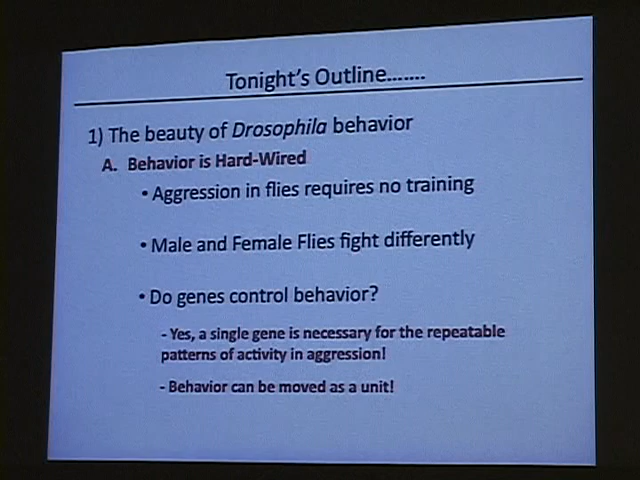 Tonight's Outline.......
1) The beauty of Drosophila behavior
A. Behavior is Hard-Wired
• Aggression in flies requires no training
• Male and Female Flies fight differently
• Do genes control behavior?
- Yes, a single gene is necessary for the repeatable
patterns of activity in aggression!
- Behavior can be moved as a unit!